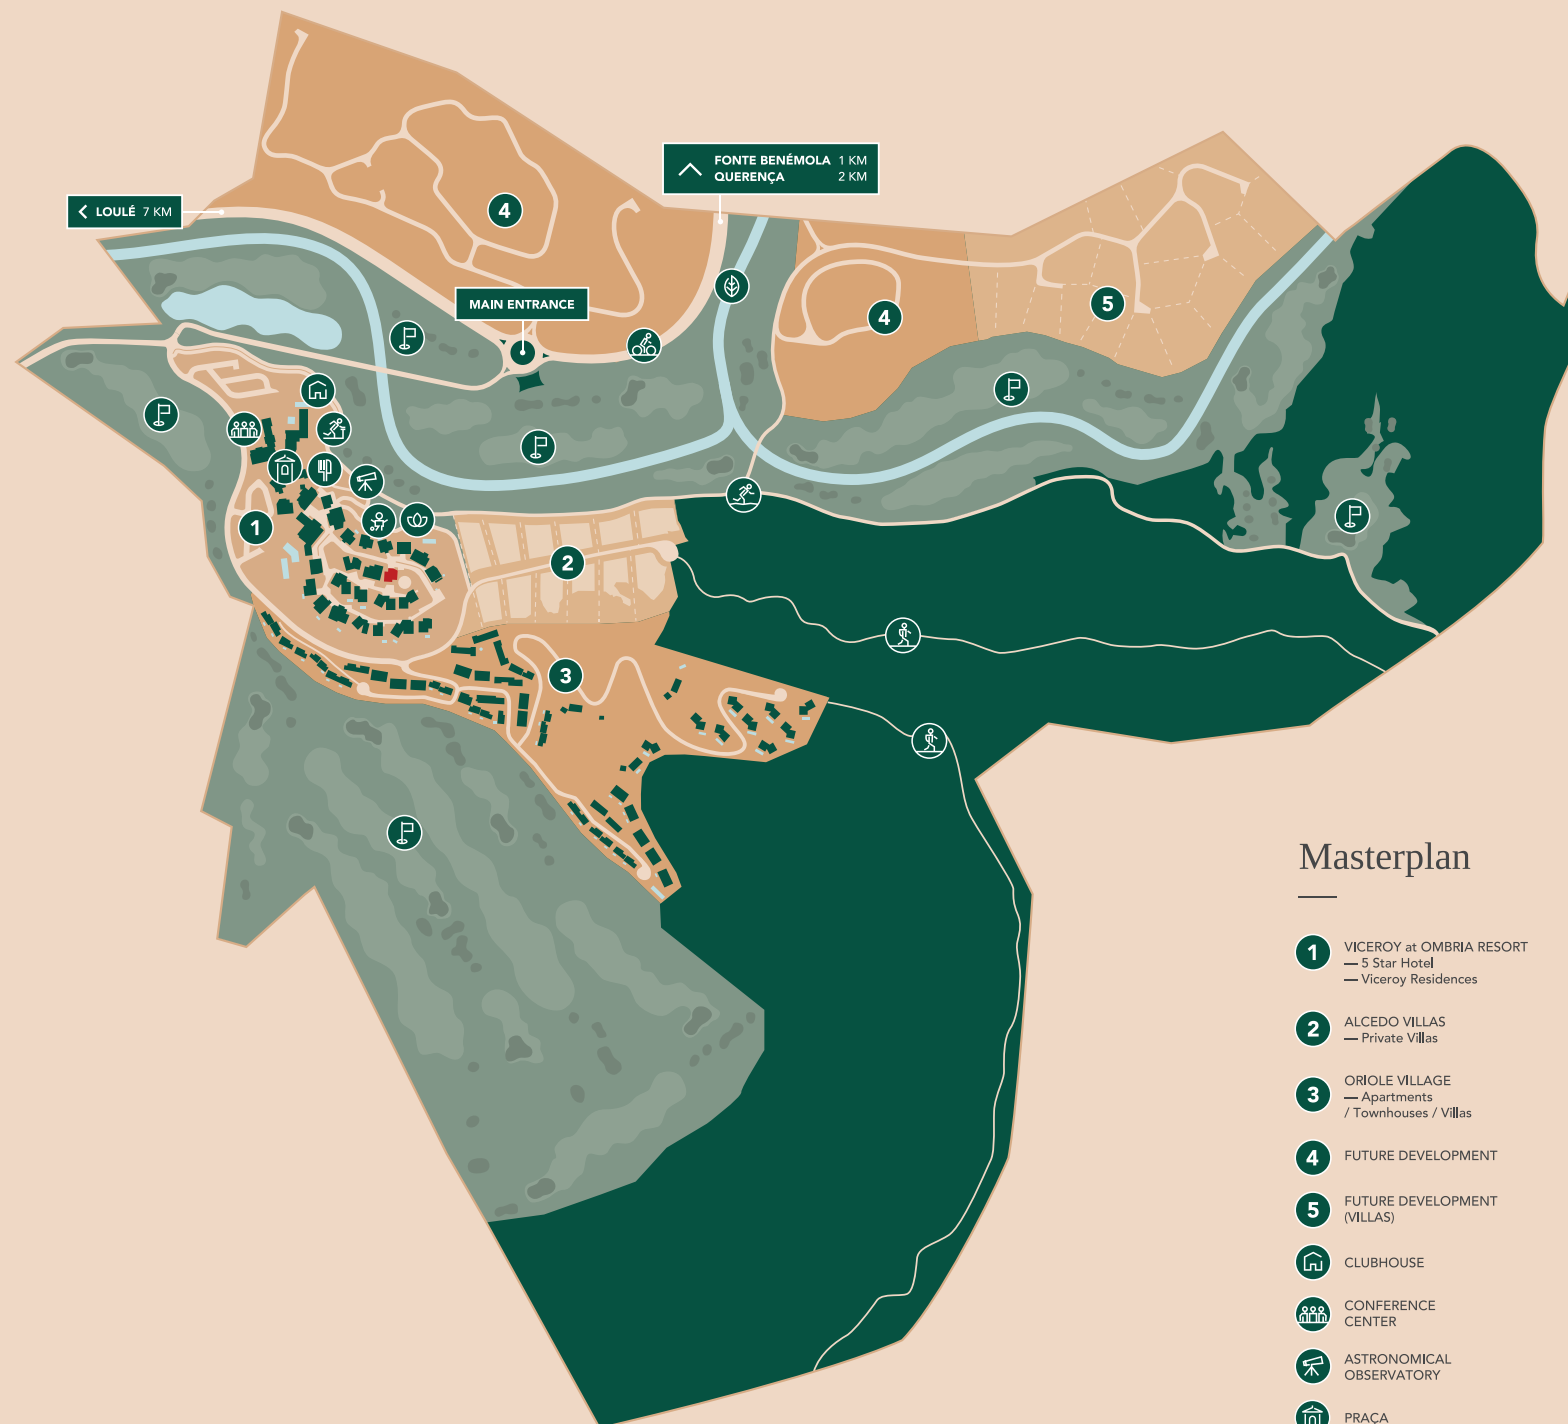 FONTE BENÉMOLA 1 KM
QUERENÇA 2 KM
LOULÉ 7 KM
4
MAIN ENTRANCE
4
5
1
2
3
Masterplan
1 VICEROY at OMBRIA RESORT
— 5 Star Hotel
— Viceroy Residences
2 ALCEDO VILLAS
— Private Villas
3 ORIOLE VILLAGE
— Apartments
/ Townhouses / Villas
4 FUTURE DEVELOPMENT
5 FUTURE DEVELOPMENT
(VILLAS)
CLUBHOUSE
CONFERENCE
CENTER
ASTRONOMICAL
OBSERVATORY
PRAÇA